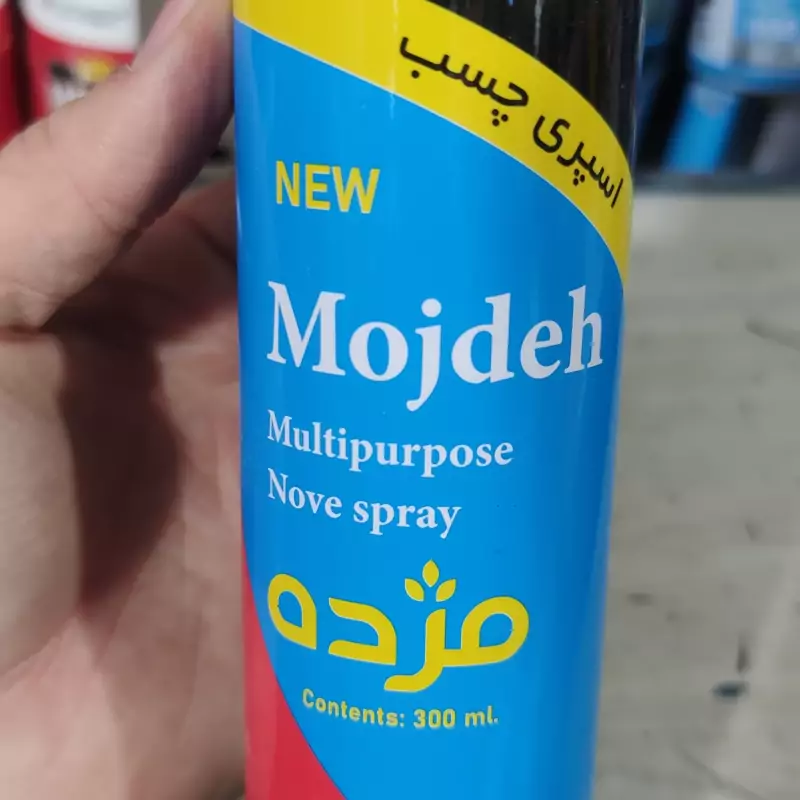 اسپری چسب
NEW
Mojdeh
Multipurpose
Nove spray
مژده
Contents: 300 ml.